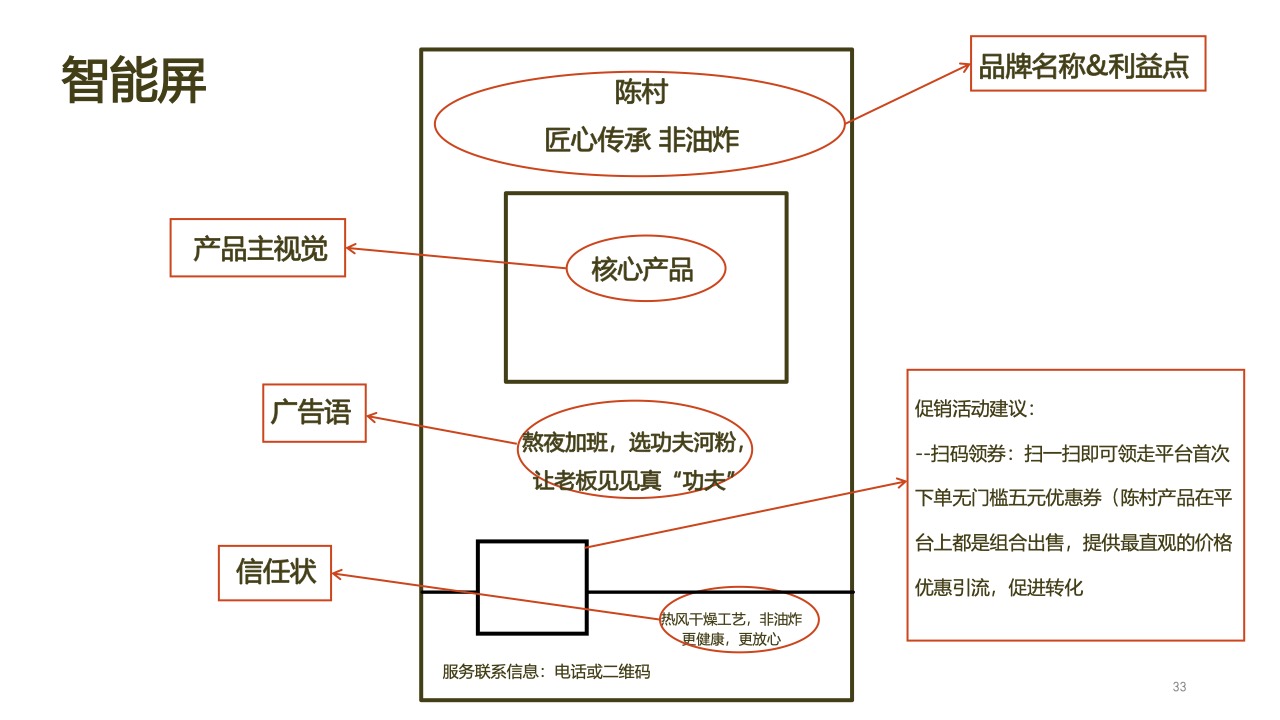 智能屏
陈村
匠心传承 非油炸
品牌名称&利益点
产品主视觉
核心产品
广告语
熬夜加班，选功夫河粉，
让老板见见真“功夫”
促销活动建议：
--扫码领券：扫一扫即可领走平台首次
下单无门槛五元优惠券（陈村产品在平
台上都是组合出售，提供最直观的价格
优惠引流，促进转化
信任状
热风干燥工艺，非油炸
更健康，更放心
服务联系信息：电话或二维码
33